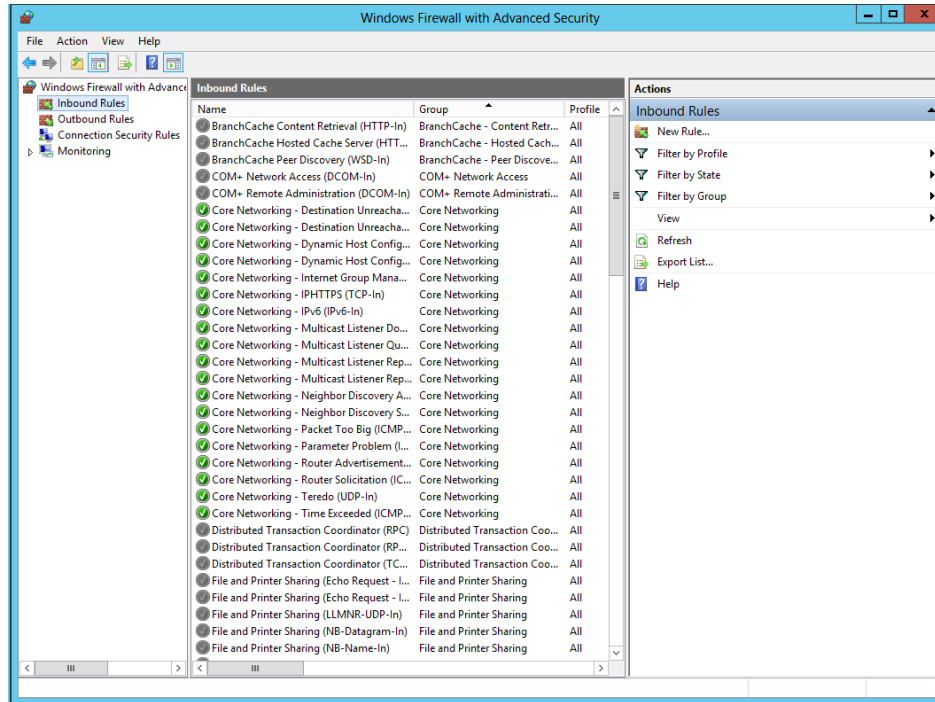 Windows Firewall with Advanced Security
File Action View Help
Windows Firewall with Advance
Inbound Rules
Outbound Rules
Connection Security Rules
Monitoring
Inbound Rules
Name Group Profile
BranchCache Content Retrieval (HTTP-In) BranchCache - Content Retr... All
BranchCache Hosted Cache Server (HTT... BranchCache - Hosted Cach... All
BranchCache Peer Discovery (WSD-In) BranchCache - Peer Discove... All
COM+ Network Access (DCOM-In) COM+ Network Access All
COM+ Remote Administration (DCOM-In) COM+ Remote Administrati... All
Core Networking - Destination Unreacha... Core Networking All
Core Networking - Destination Unreacha... Core Networking All
Core Networking - Dynamic Host Config... Core Networking All
Core Networking - Dynamic Host Config... Core Networking All
Core Networking - Internet Group Mana... Core Networking All
Core Networking - IPHTTPS (TCP-In) Core Networking All
Core Networking - IPv6 (IPv6-In) Core Networking All
Core Networking - Multicast Listener Do... Core Networking All
Core Networking - Multicast Listener Qu... Core Networking All
Core Networking - Multicast Listener Rep... Core Networking All
Core Networking - Multicast Listener Rep... Core Networking All
Core Networking - Neighbor Discovery A... Core Networking All
Core Networking - Neighbor Discovery S... Core Networking All
Core Networking - Packet Too Big (ICMP... Core Networking All
Core Networking - Parameter Problem (I... Core Networking All
Core Networking - Router Advertisement... Core Networking All
Core Networking - Router Solicitation (IC... Core Networking All
Core Networking - Teredo (UDP-In) Core Networking All
Core Networking - Time Exceeded (ICMP... Core Networking All
Distributed Transaction Coordinator (RPC) Distributed Transaction Coo... All
Distributed Transaction Coordinator (RP... Distributed Transaction Coo... All
Distributed Transaction Coordinator (TC... Distributed Transaction Coo... All
File and Printer Sharing (Echo Request - I... File and Printer Sharing All
File and Printer Sharing (Echo Request - I... File and Printer Sharing All
File and Printer Sharing (LLMNR-UDP-In) File and Printer Sharing All
File and Printer Sharing (NB-Datagram-In) File and Printer Sharing All
File and Printer Sharing (NB-Name-In) File and Printer Sharing All
Actions
Inbound Rules
New Rule...
Filter by Profile
Filter by State
Filter by Group
View
Refresh
Export List...
Help